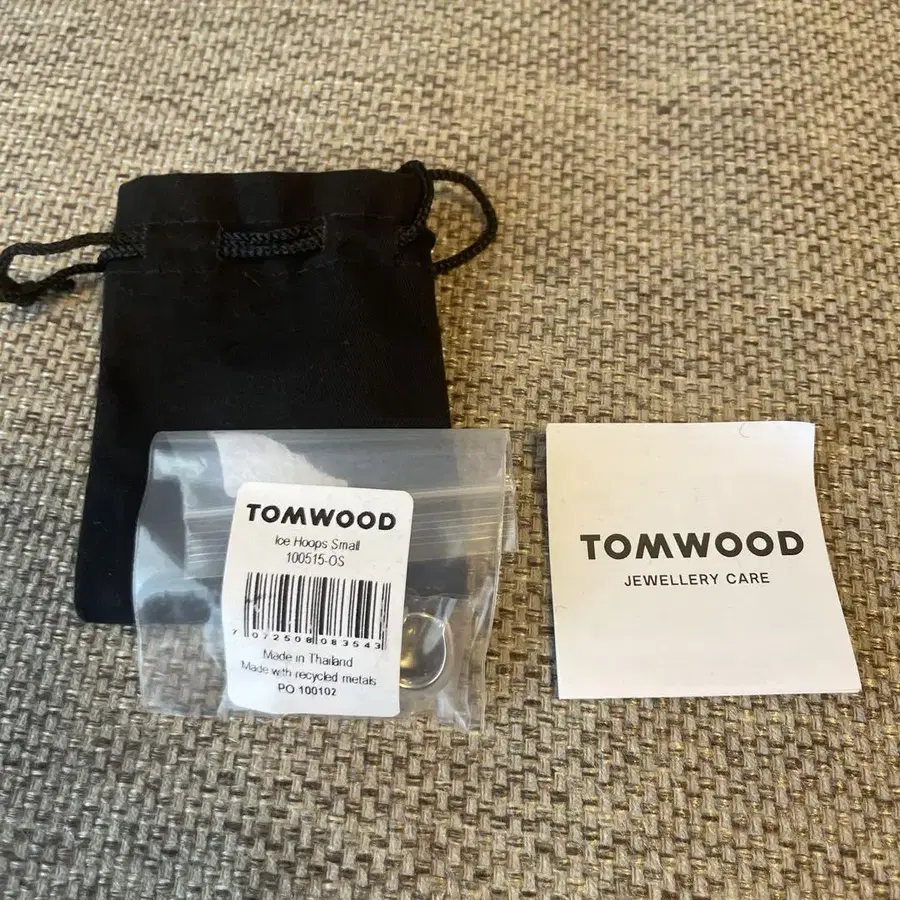 TOMWOOD
Ice Hoops Small
100515-OS
7 072508 083543
Made in Thailand
Made with recycled metals
PO 100102
TOMWOOD
JEWELLERY CARE